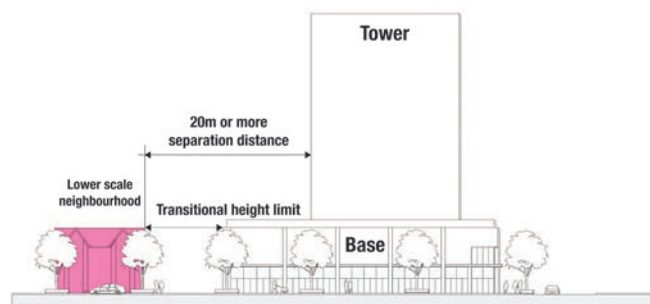 Tower
20m or more
separation distance
Lower scale
neighbourhood
Transitional height limit
Base